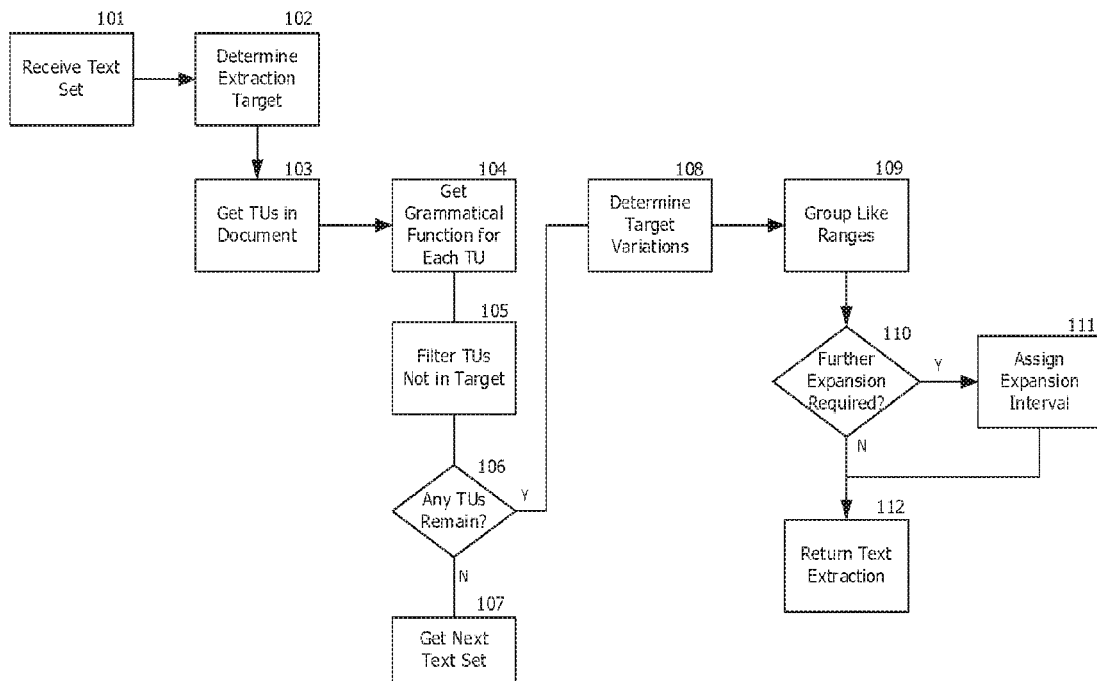 101
Receive Text
Set
102
Determine
Extraction
Target
103
Get TUs in
Document
104
Get
Grammatical
Function for
Each TU
105
Filter TUs
Not in Target
106
Any TUs
Remain?
Y
N
107
Get Next
Text Set
108
Determine
Target
Variations
109
Group Like
Ranges
110
Further
Expansion
Required?
Y
N
111
Assign
Expansion
Interval
112
Return Text
Extraction